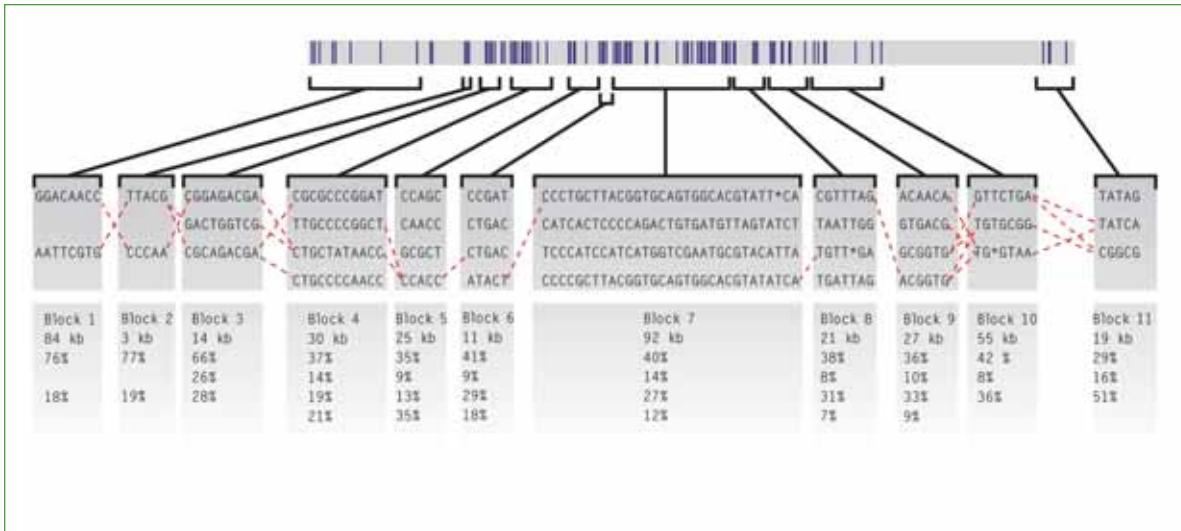 GGACAACC TTACG CGGAGACGA CGCGCCCGGAT CCAGC CCGAT CCCTGCTTACGGTGCAGTGGCACGTATT*CA CGTTTAG ACAACA GTTCTGA TATAG
GACTGGTCG TTGCCCCGGCT CAACC CTGAC CATCACTCCCCAGACTGTGATGTTAGTATCT TAATTGG GTGACG TGTGCGG TATCA
AATTCGTG CCCAA CGCAGACGA CTGCTATAACC GCGCT CTGAC TCCCATCCATCATGGTCGAATGCGTACATTA TGTT*GA GCGGTG TG*GTAA CGGCG
CTGCCCCAACC CCACC ATACT CCCCGCTTACGGTGCAGTGGCACGTATATCA TGATTAG ACGGTG
Block 1 Block 2 Block 3 Block 4 Block 5 Block 6 Block 7 Block 8 Block 9 Block 10 Block 11
84 kb 3 kb 14 kb 30 kb 25 kb 11 kb 92 kb 21 kb 27 kb 55 kb 19 kb
76% 77% 66% 37% 35% 41% 40% 38% 36% 42 % 29%
26% 14% 9% 9% 14% 8% 10% 8% 16%
18% 19% 28% 19% 13% 29% 27% 31% 33% 36% 51%
21% 35% 18% 12% 7% 9%